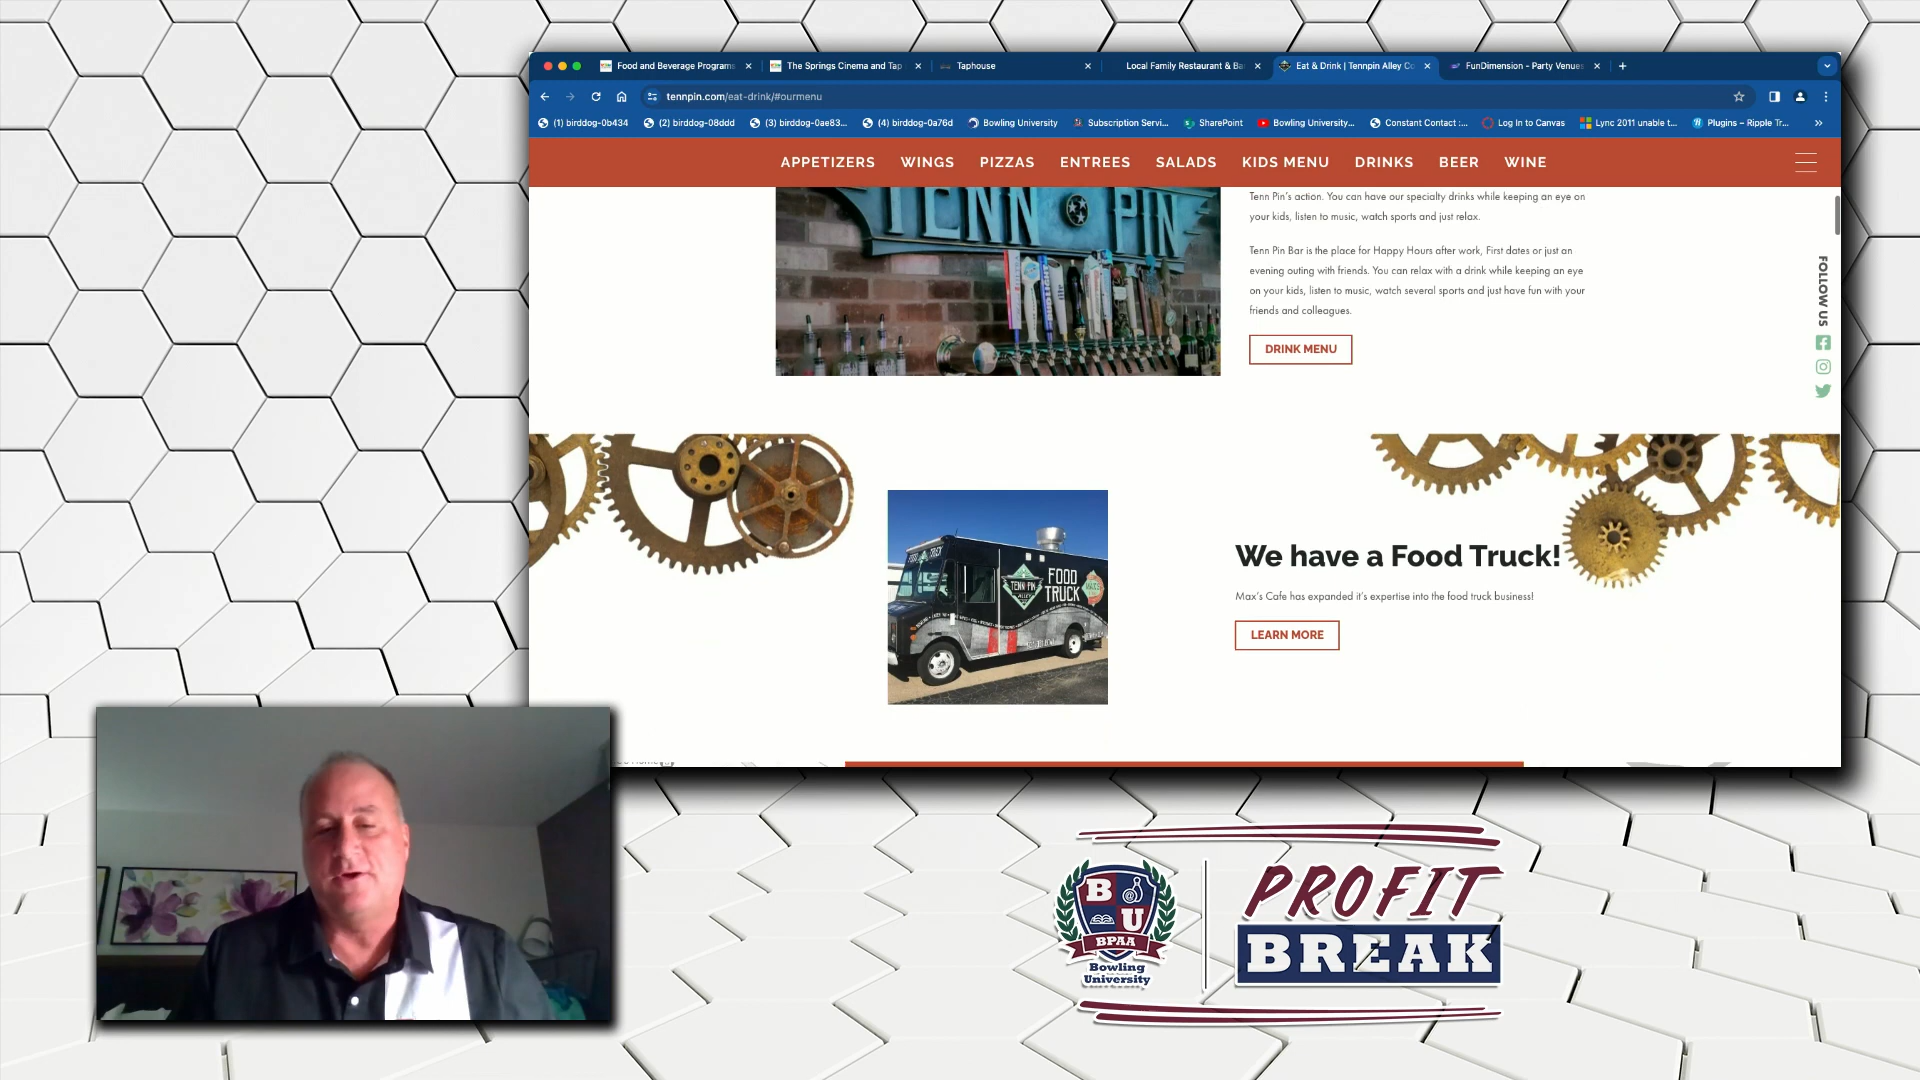 Food and Beverage Programs
The Springs Cinema and Tap
Taphouse
Local Family Restaurant & Ba
Eat & Drink | Tennpin Alley Co
FunDimension - Party Venues
tennpin.com/eat-drink/#ourmenu
(1) birddog-0b434
(2) birddog-08ddd
(3) birddog-0ae83...
(4) birddog-0a76d
Bowling University
Subscription Servi...
SharePoint
Bowling University...
Constant Contact :...
Log In to Canvas
Lync 2011 unable t...
Plugins – Ripple Tr...
APPETIZERS WINGS PIZZAS ENTREES SALADS KIDS MENU DRINKS BEER WINE
TENN PIN
Tenn Pin's action. You can have our specialty drinks while keeping an eye on
your kids, listen to music, watch sports and just relax.
Tenn Pin Bar is the place for Happy Hours after work, First dates or just an
evening outing with friends. You can relax with a drink while keeping an eye
on your kids, listen to music, watch several sports and just have fun with your
friends and colleagues.
DRINK MENU
FOLLOW US
TENN PIN
ALLEY
FOOD
TRUCK
We have a Food Truck!
Max's Cafe has expanded it's expertise into the food truck business!
LEARN MORE
B
U
BPAA
Bowling
University
PROFIT
BREAK